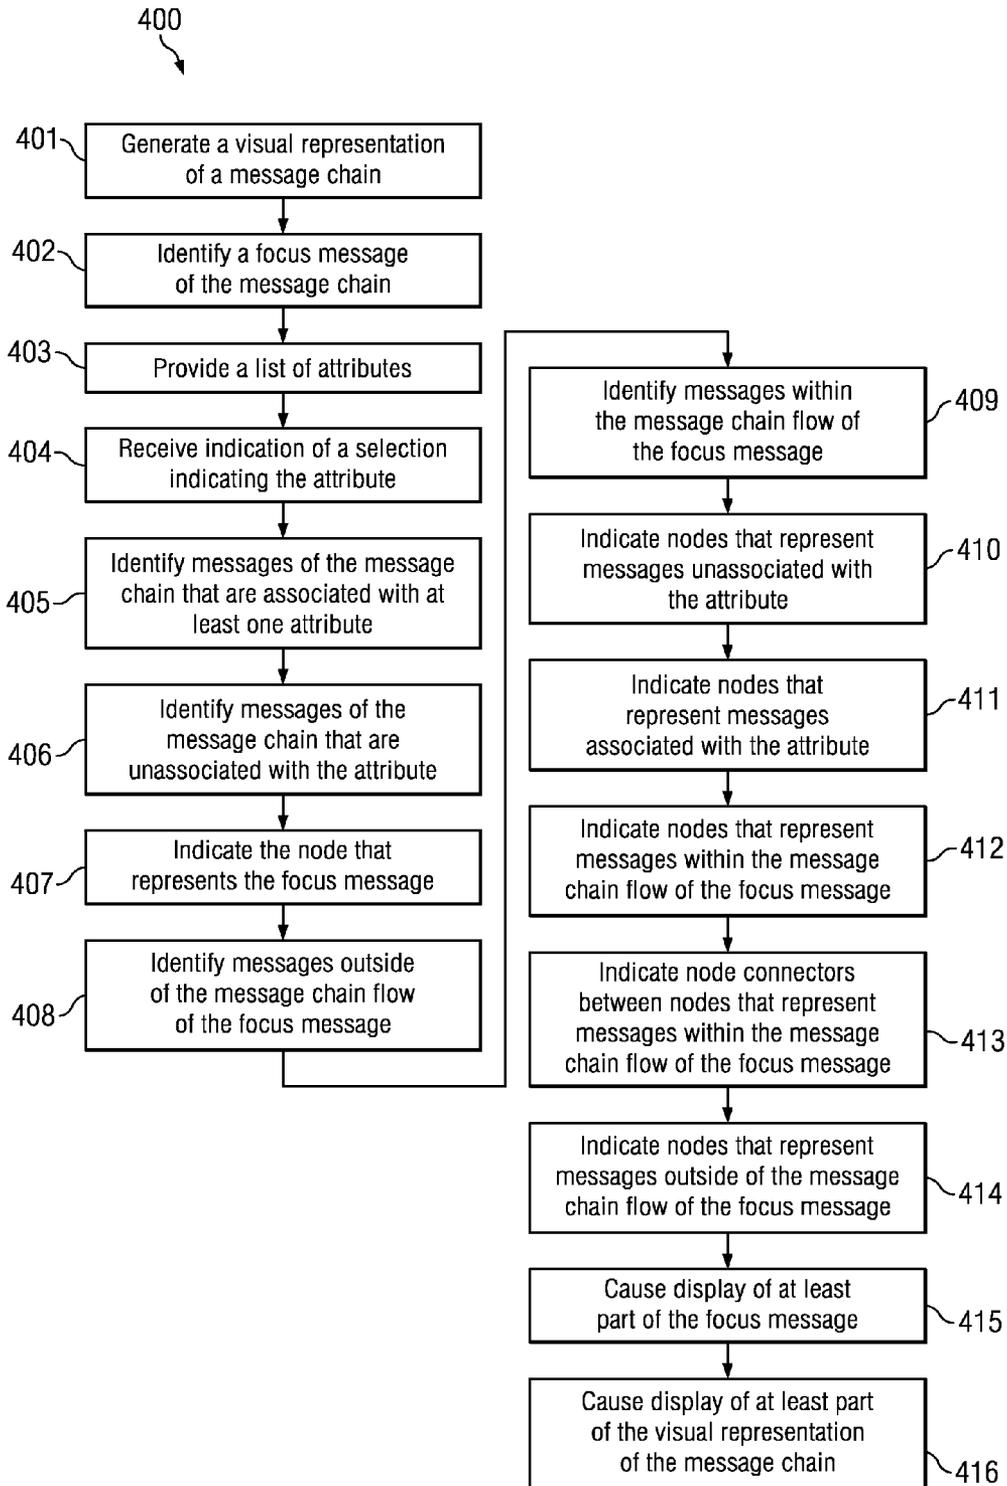 400
401
Generate a visual representation
of a message chain
402
Identify a focus message
of the message chain
403
Provide a list of attributes
404
Receive indication of a selection
indicating the attribute
405
Identify messages of the message
chain that are associated with at
least one attribute
406
Identify messages of the
message chain that are
unassociated with the attribute
407
Indicate the node that
represents the focus message
408
Identify messages outside
of the message chain flow
of the focus message
409
Identify messages within
the message chain flow of
the focus message
410
Indicate nodes that represent
messages unassociated with
the attribute
411
Indicate nodes that
represent messages
associated with the attribute
412
Indicate nodes that represent
messages within the message
chain flow of the focus message
413
Indicate node connectors
between nodes that represent
messages within the message
chain flow of the focus message
414
Indicate nodes that represent
messages outside of the message
chain flow of the focus message
415
Cause display of at least
part of the focus message
416
Cause display of at least part
of the visual representation
of the message chain